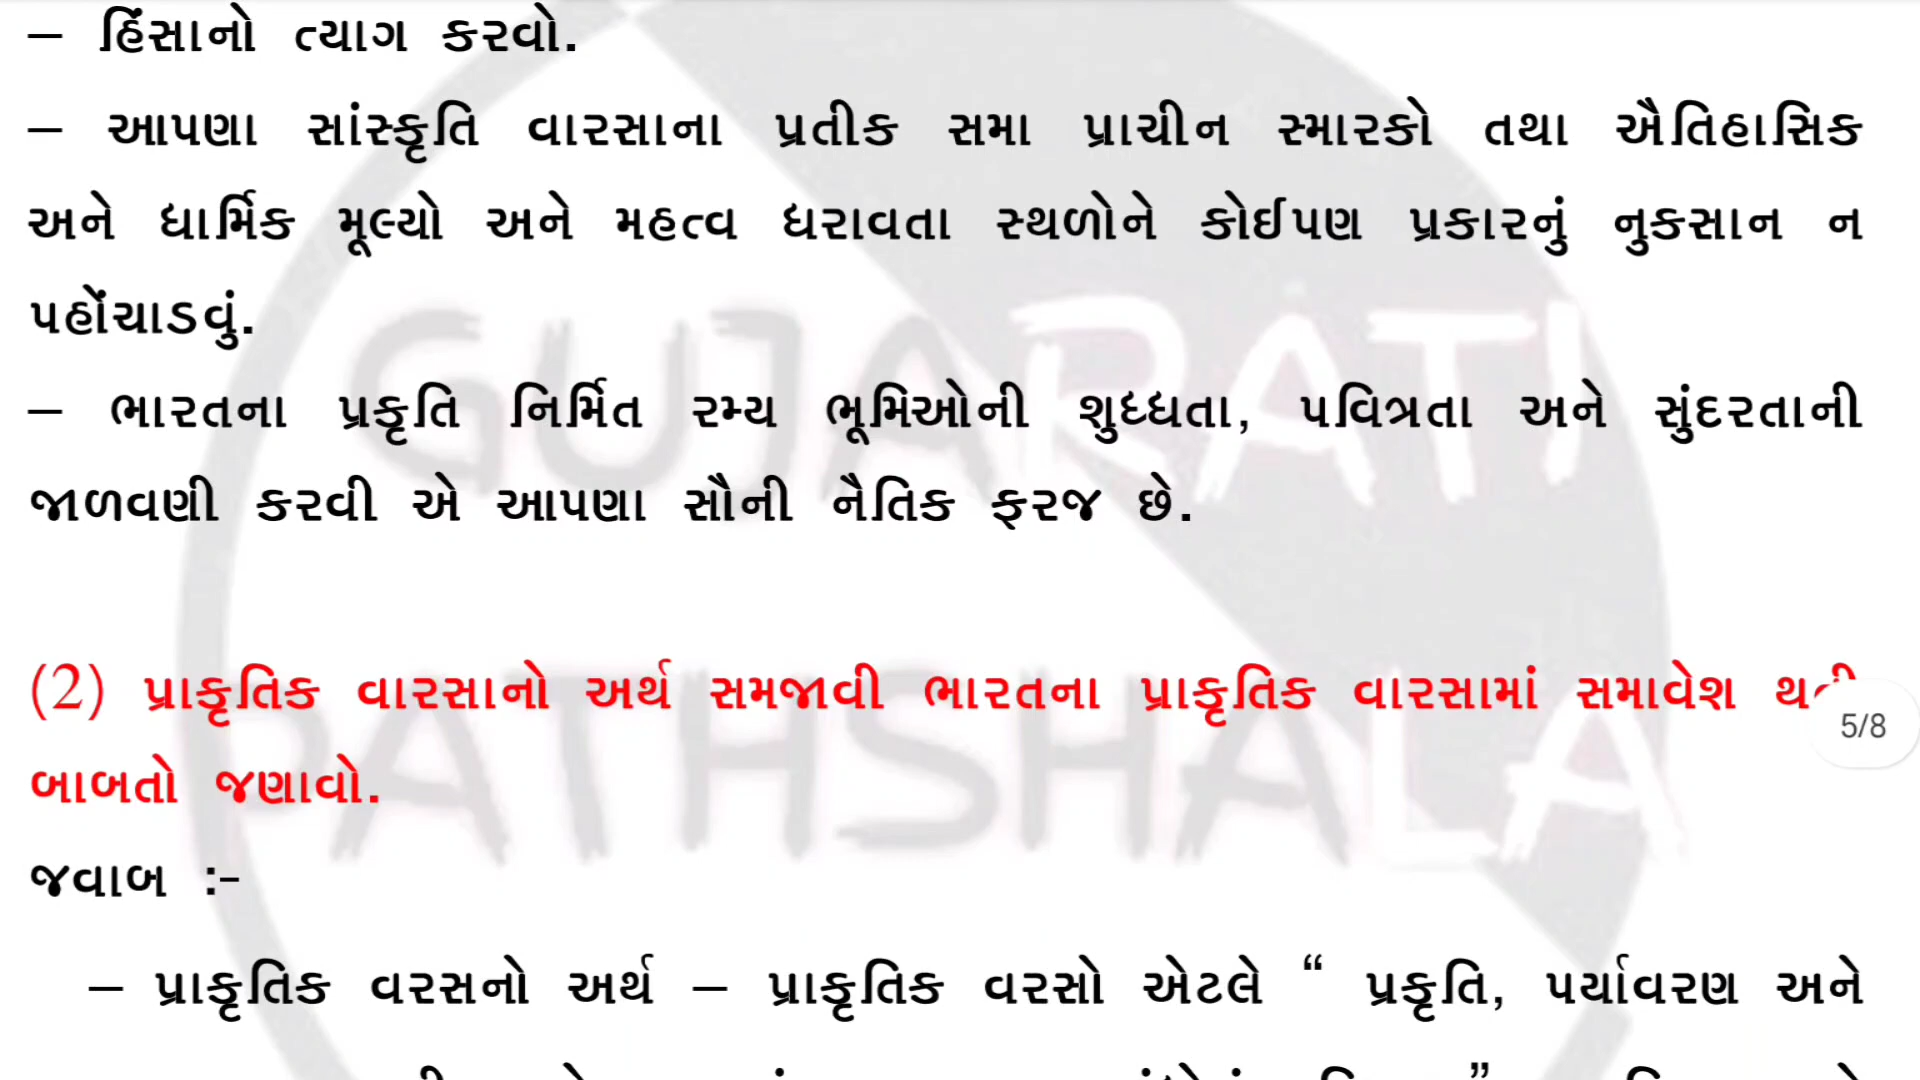 – હિંસાનો ત્યાગ કરવો.
– આપણા સાંસ્કૃતિ વારસાના પ્રતીક સમા પ્રાચીન સ્મારકો તથા ઐતિહાસિક
અને ધાર્મિક મૂલ્યો અને મહત્વ ધરાવતા સ્થળોને કોઈપણ પ્રકારનું નુકસાન ન
પહોંચાડવું.
– ભારતના પ્રકૃતિ નિર્મિત રમ્ય ભૂમિઓની શુધ્ધતા, પવિત્રતા અને સુંદરતાની
જાળવણી કરવી એ આપણા સૌની નૈતિક ફરજ છે.
GUJARATI
(2) પ્રાકૃતિક વારસાનો અર્થ સમજાવી ભારતના પ્રાકૃતિક વારસામાં સમાવેશ
5/8
બાબતો જણાવો.
PATHSHALA
જવાબ :-
– પ્રાકૃતિક વરસનો અર્થ – પ્રાકૃતિક વરસો એટલે “ પ્રકૃતિ, પર્યાવરણ અને